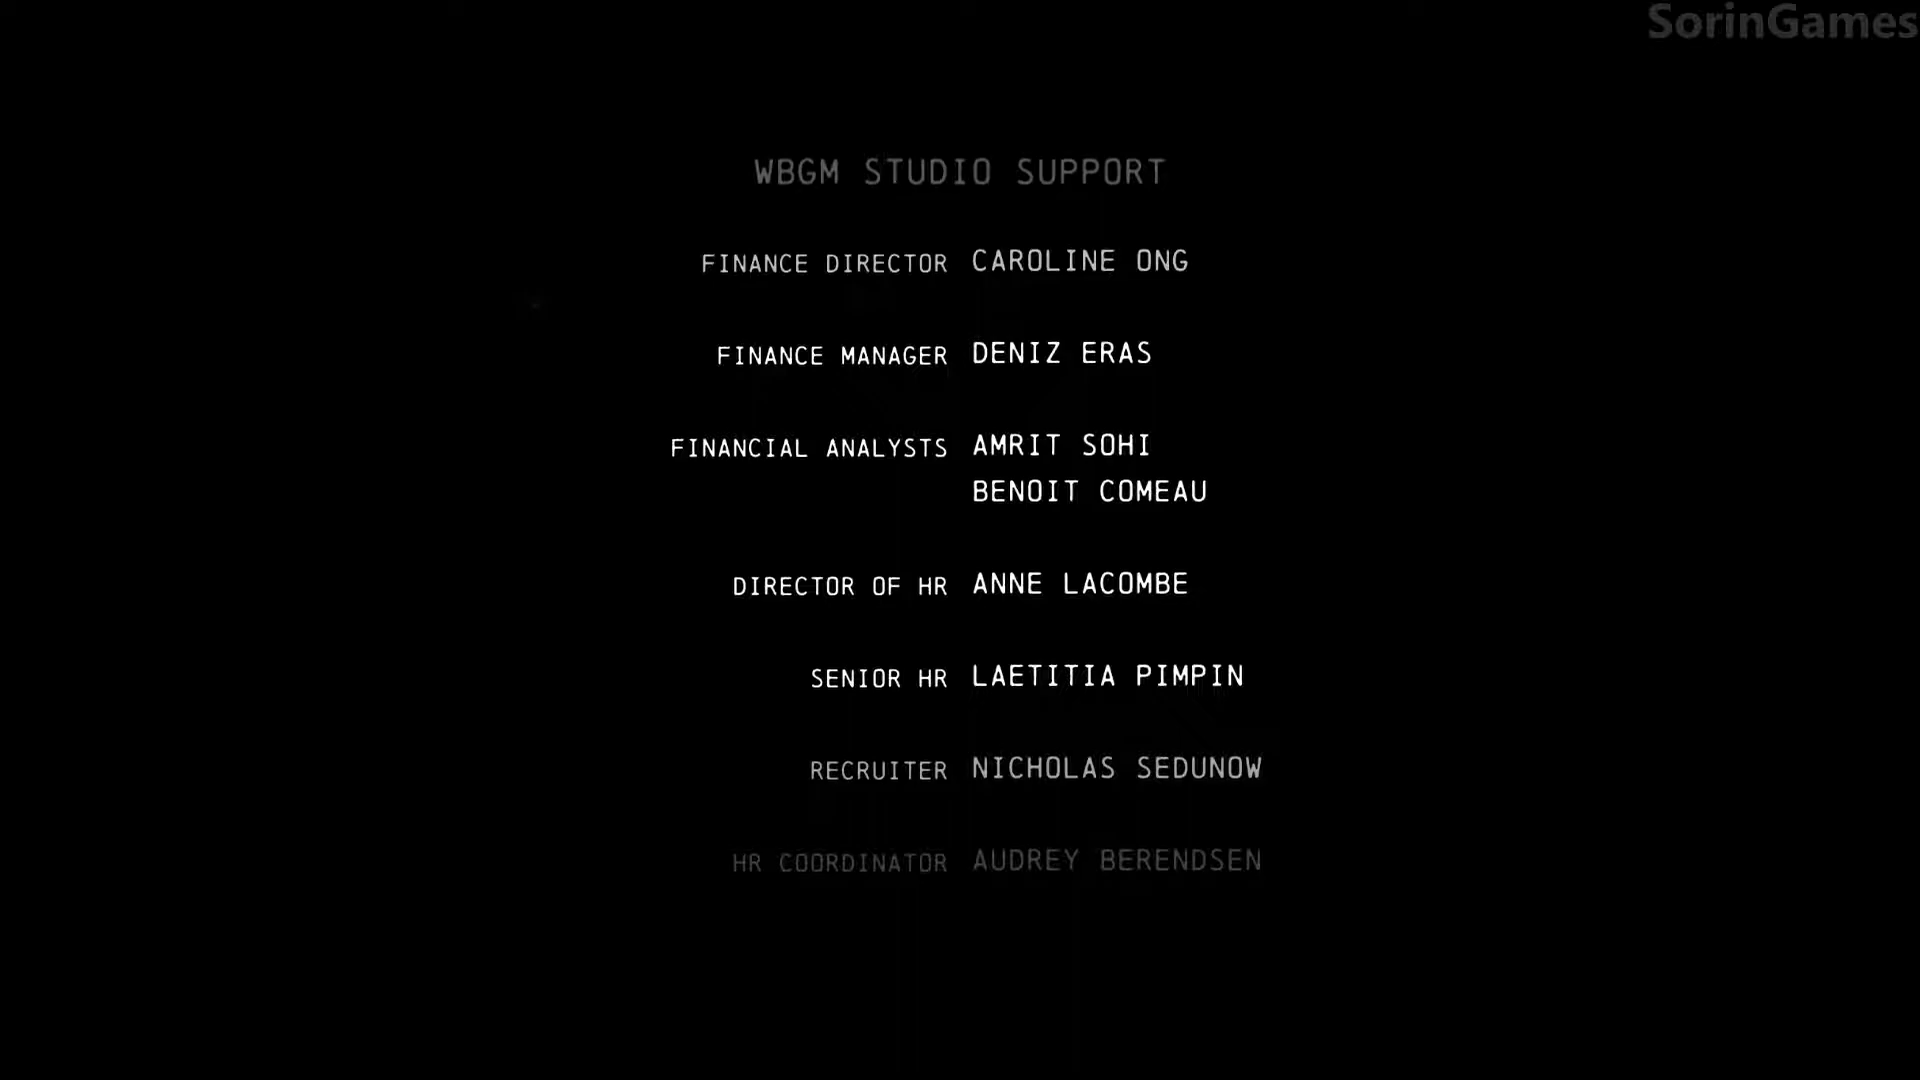 SorinGames
WBGM STUDIO SUPPORT
FINANCE DIRECTOR CAROLINE ONG
FINANCE MANAGER DENIZ ERAS
FINANCIAL ANALYSTS AMRIT SOHI
BENOIT COMEAU
DIRECTOR OF HR ANNE LACOMBE
SENIOR HR LAETITIA PIMPIN
RECRUITER NICHOLAS SEDUNOW
HR COORDINATOR AUDREY BERENDSEN